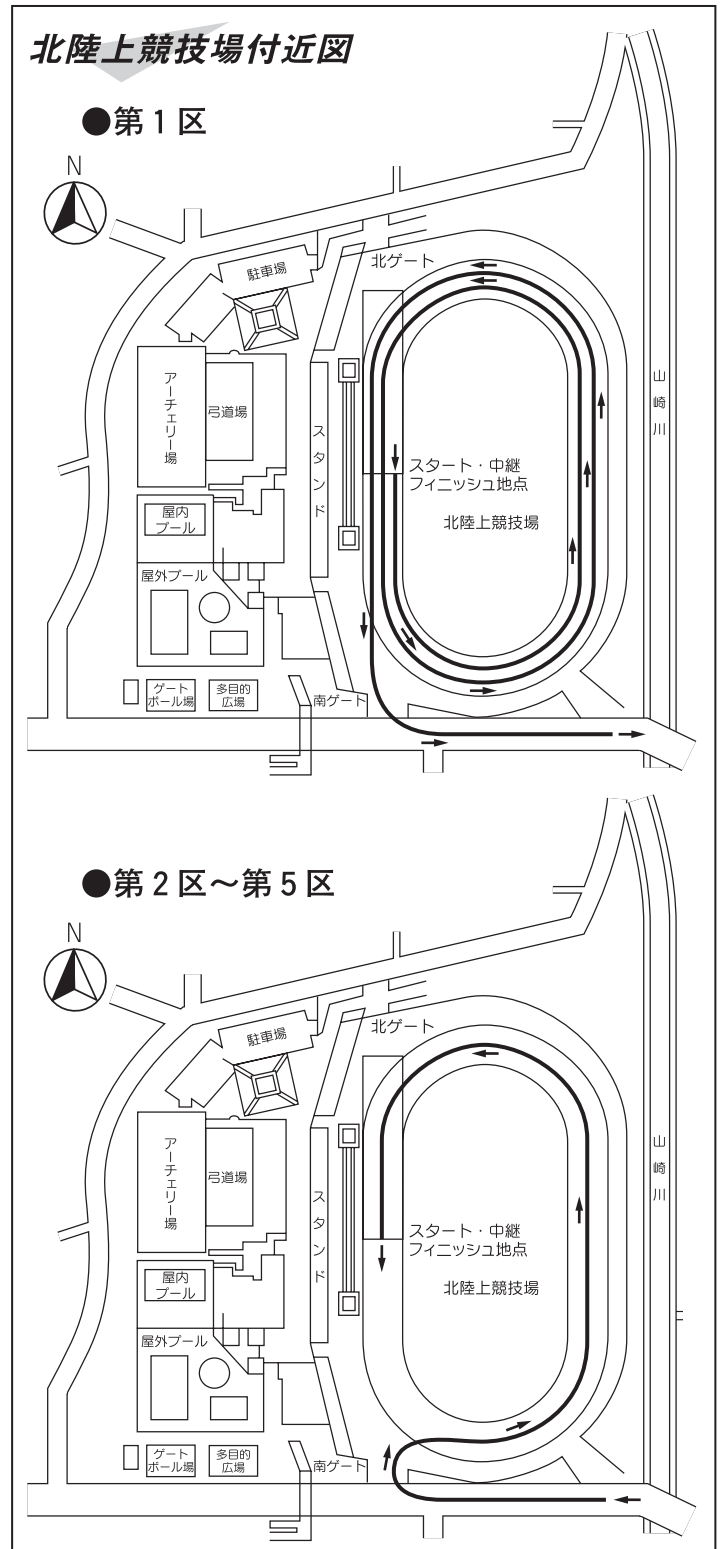 北陸上競技場付近図
●第1区
N
駐車場
北ゲート
アーチェリー場
弓道場
スタンド
山崎川
スタート・中継
フィニッシュ地点
北陸上競技場
屋内
プール
屋外プール
ゲート
ボール場
多目的
広場
南ゲート
●第2区～第5区
N
駐車場
北ゲート
アーチェリー場
弓道場
スタンド
山崎川
スタート・中継
フィニッシュ地点
北陸上競技場
屋内
プール
屋外プール
ゲート
ボール場
多目的
広場
南ゲート